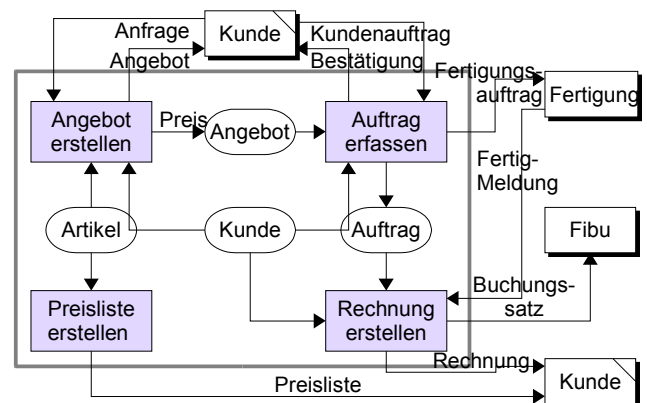 Anfrage
Kunde
Kundenauftrag
Angebot
Bestätigung
Fertigungs-
auftrag
Fertigung
Angebot
erstellen
Preis
Angebot
Auftrag
erfassen
Fertig-
Meldung
Artikel
Kunde
Auftrag
Fibu
Preisliste
erstellen
Rechnung
erstellen
Buchungs-
satz
Rechnung
Preisliste
Kunde